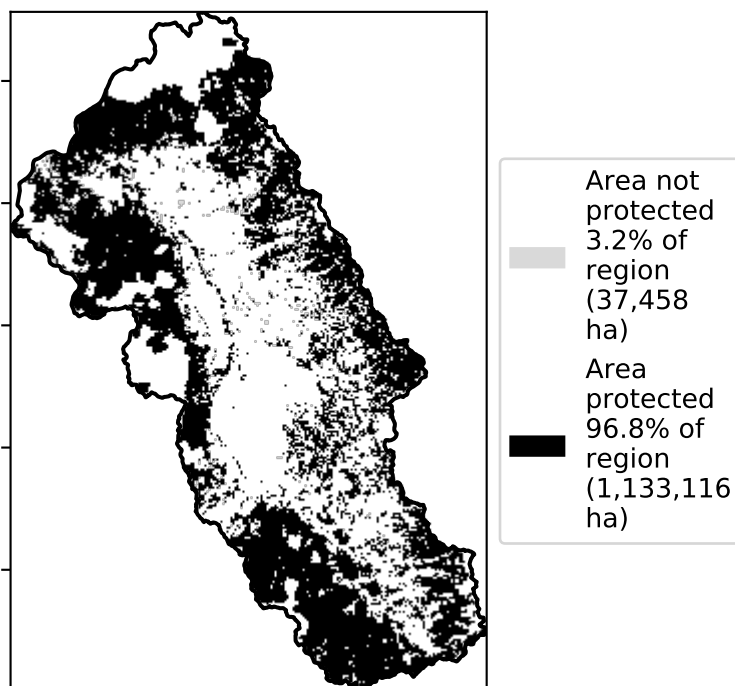 Area not
protected
3.2% of
region
(37,458
ha)
Area
protected
96.8% of
region
(1,133,116
ha)